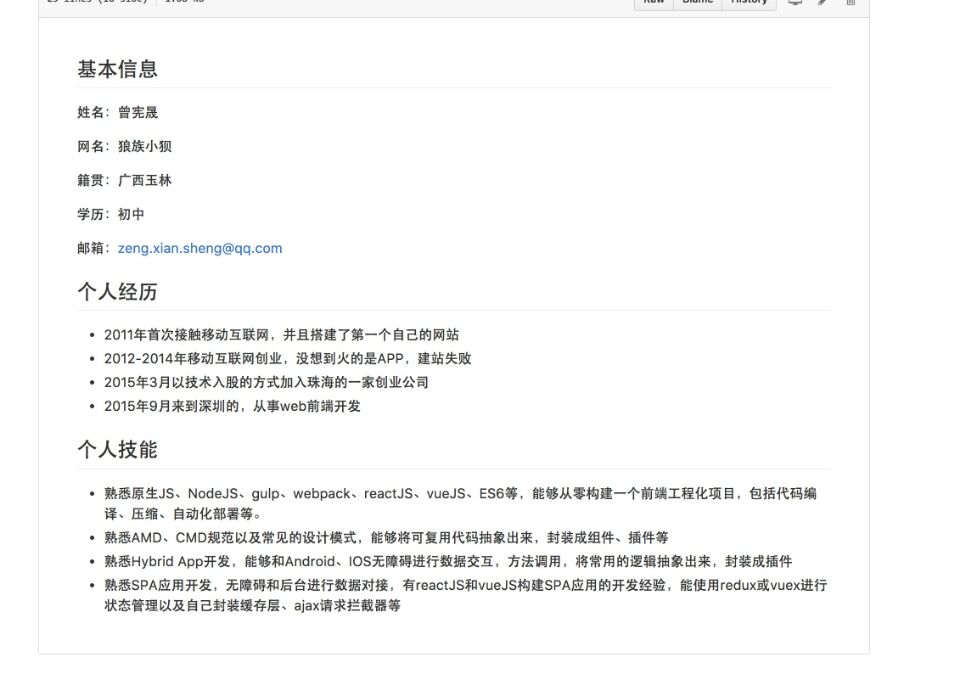 Raw Blame History
基本信息
姓名：曾宪晟
网名：狼族小狈
籍贯：广西玉林
学历：初中
邮箱：zeng.xian.sheng@qq.com
个人经历
2011年首次接触移动互联网，并且搭建了第一个自己的网站
2012-2014年移动互联网创业，没想到火的是APP，建站失败
2015年3月以技术入股的方式加入珠海的一家创业公司
2015年9月来到深圳的，从事web前端开发
个人技能
熟悉原生JS、NodeJS、gulp、webpack、reactJS、vueJS、ES6等，能够从零构建一个前端工程化项目，包括代码编
译、压缩、自动化部署等。
熟悉AMD、CMD规范以及常见的设计模式，能够将可复用代码抽象出来，封装成组件、插件等
熟悉Hybrid App开发，能够和Android、IOS无障碍进行数据交互，方法调用，将常用的逻辑抽象出来，封装成插件
熟悉SPA应用开发，无障碍和后台进行数据对接，有reactJS和vueJS构建SPA应用的开发经验，能使用redux或vuex进行
状态管理以及自己封装缓存层、ajax请求拦截器等